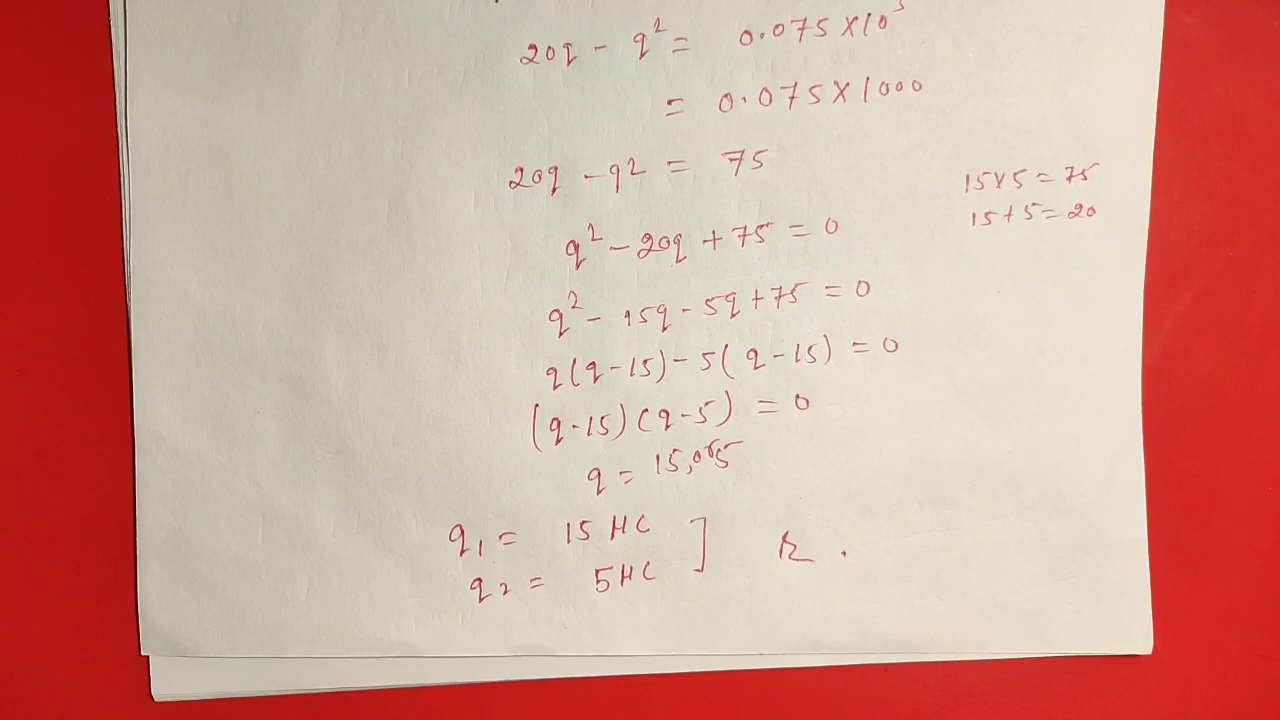 20q - q² = 0.075 X 10³
= 0.075 X 1000
20q - q2 = 75
15 x 5 = 75
15 + 5 = 20
q² - 20q + 75 = 0
q² - 15q - 5q + 75 = 0
q(q-15) - 5(q-15) = 0
(q-15)(q-5) = 0
q = 15, or 5
q₁ = 15 μC
q₂ = 5 μC ]